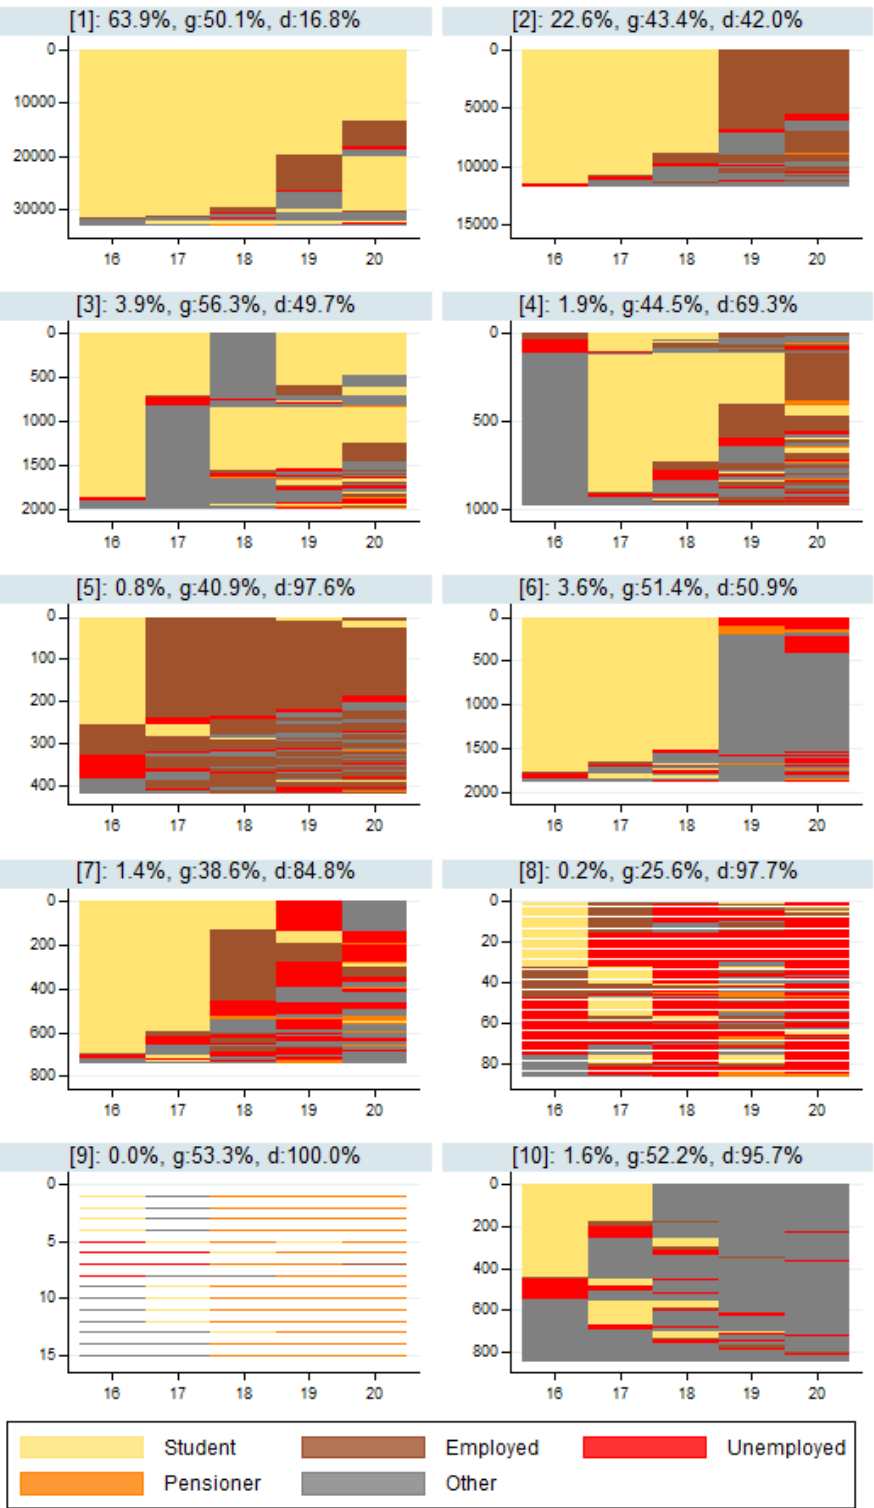 [1]: 63.9%, g:50.1%, d:16.8%
[2]: 22.6%, g:43.4%, d:42.0%
0
10000
20000
30000
16 17 18 19 20
0
5000
10000
15000
16 17 18 19 20
[3]: 3.9%, g:56.3%, d:49.7%
[4]: 1.9%, g:44.5%, d:69.3%
0
500
1000
1500
2000
16 17 18 19 20
0
500
1000
16 17 18 19 20
[5]: 0.8%, g:40.9%, d:97.6%
[6]: 3.6%, g:51.4%, d:50.9%
0
100
200
300
400
16 17 18 19 20
0
500
1000
1500
2000
16 17 18 19 20
[7]: 1.4%, g:38.6%, d:84.8%
[8]: 0.2%, g:25.6%, d:97.7%
0
200
400
600
800
16 17 18 19 20
0
20
40
60
80
16 17 18 19 20
[9]: 0.0%, g:53.3%, d:100.0%
[10]: 1.6%, g:52.2%, d:95.7%
0
5
10
15
16 17 18 19 20
0
200
400
600
800
16 17 18 19 20
Student Employed Unemployed
Pensioner Other